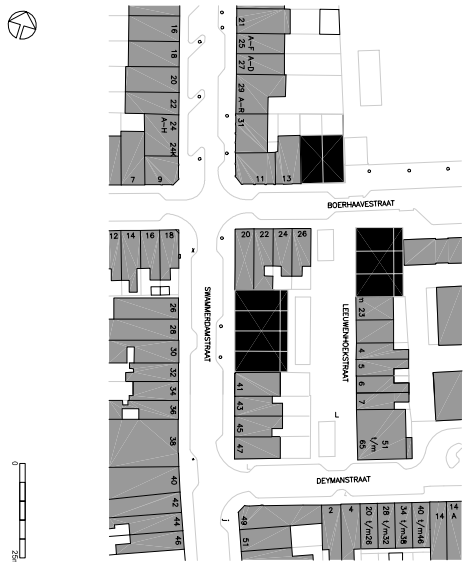 16
18
20
22
24
A-H
24K
7
9
21
25 A-F
27 A-D
29
A-R
31
11
13
BOERHAAVESTRAAT
12
14
16
18
20
22
24
26
SWAMMERDAMSTRAAT
LEEUWENHOEKSTRAAT
26
28
30
32
34
36
38
40
42
44
46
23
4
5
6
7
51
t/m
65
41
43
45
47
L
DEYMANSTRAAT
49
51
2
4
20 t/m26
28 t/m32
34 t/m38
40 t/m46
14
14
A
0
25m